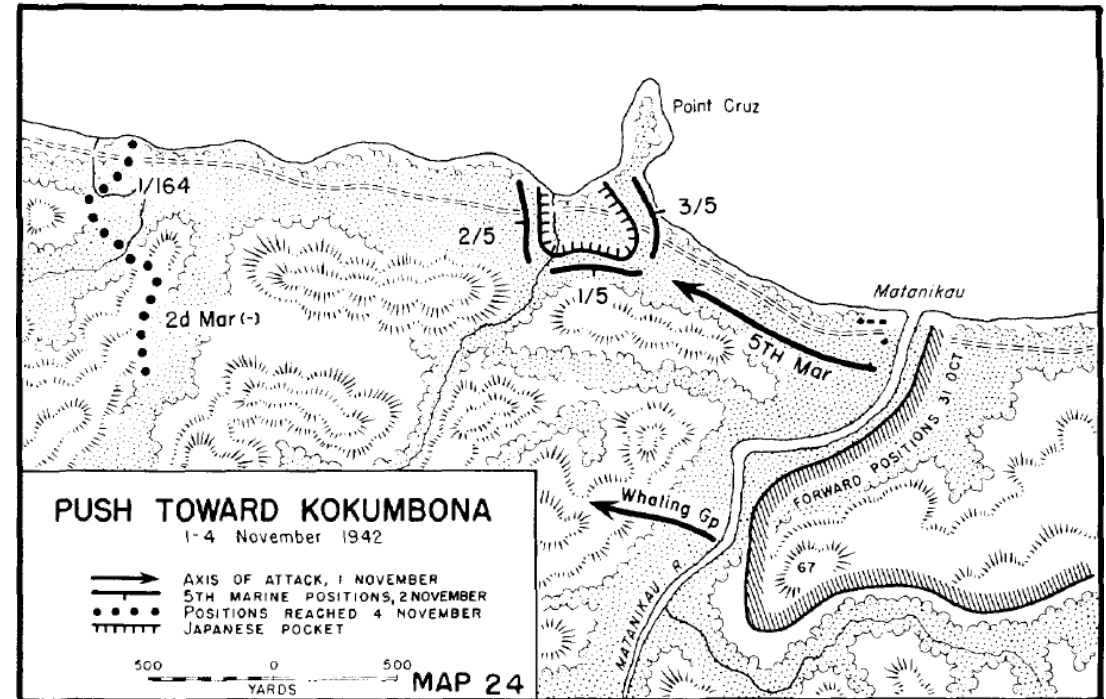 Point Cruz
1/164
3/5
2/5
1/5
Matanikau
2d Mar (-)
5TH Mar
FORWARD POSITIONS 31 OCT
Whaling Gp
67
MATANIKAU R.
PUSH TOWARD KOKUMBONA
1-4 November 1942
AXIS OF ATTACK, 1 NOVEMBER
5TH MARINE POSITIONS, 2 NOVEMBER
POSITIONS REACHED 4 NOVEMBER
JAPANESE POCKET
500 0 500
YARDS
MAP 24